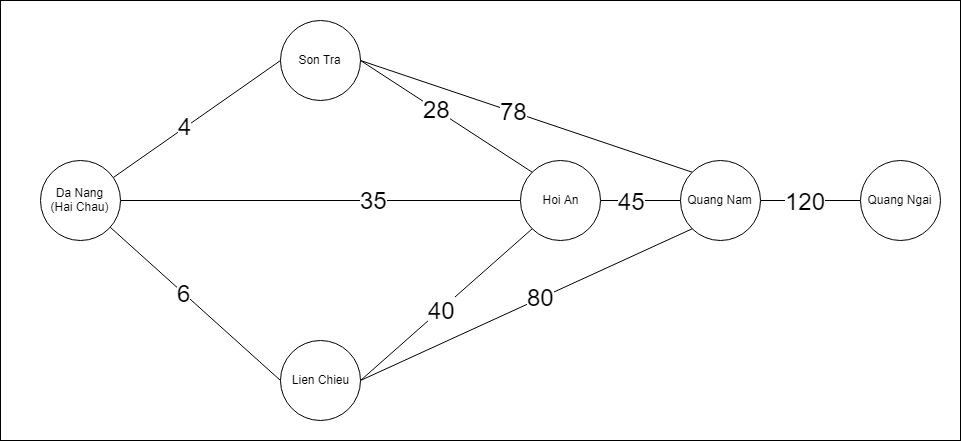 Son Tra
28
78
4
Da Nang
(Hai Chau)
35
Hoi An
45
Quang Nam
120
Quang Ngai
6
40
80
Lien Chieu